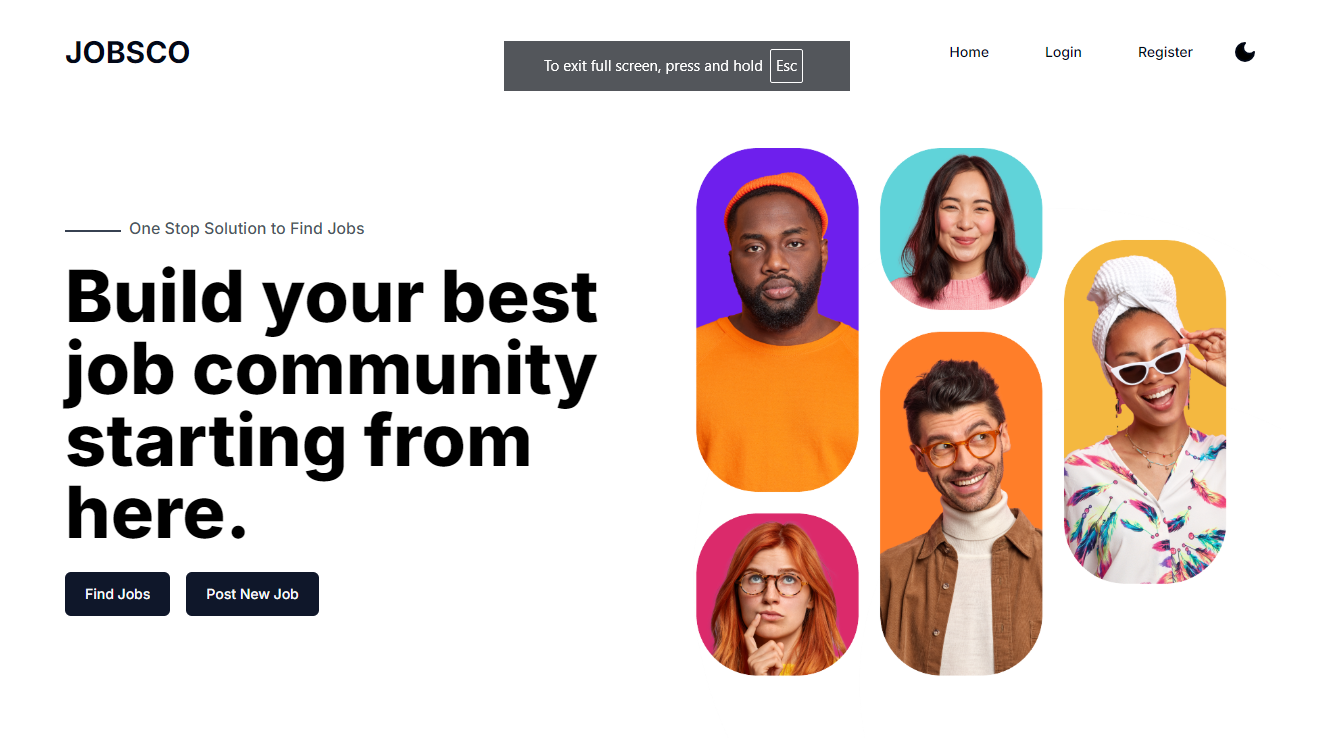 JOBSCO
To exit full screen, press and hold Esc
Home
Login
Register
One Stop Solution to Find Jobs
Build your best
job community
starting from
here.
Find Jobs
Post New Job